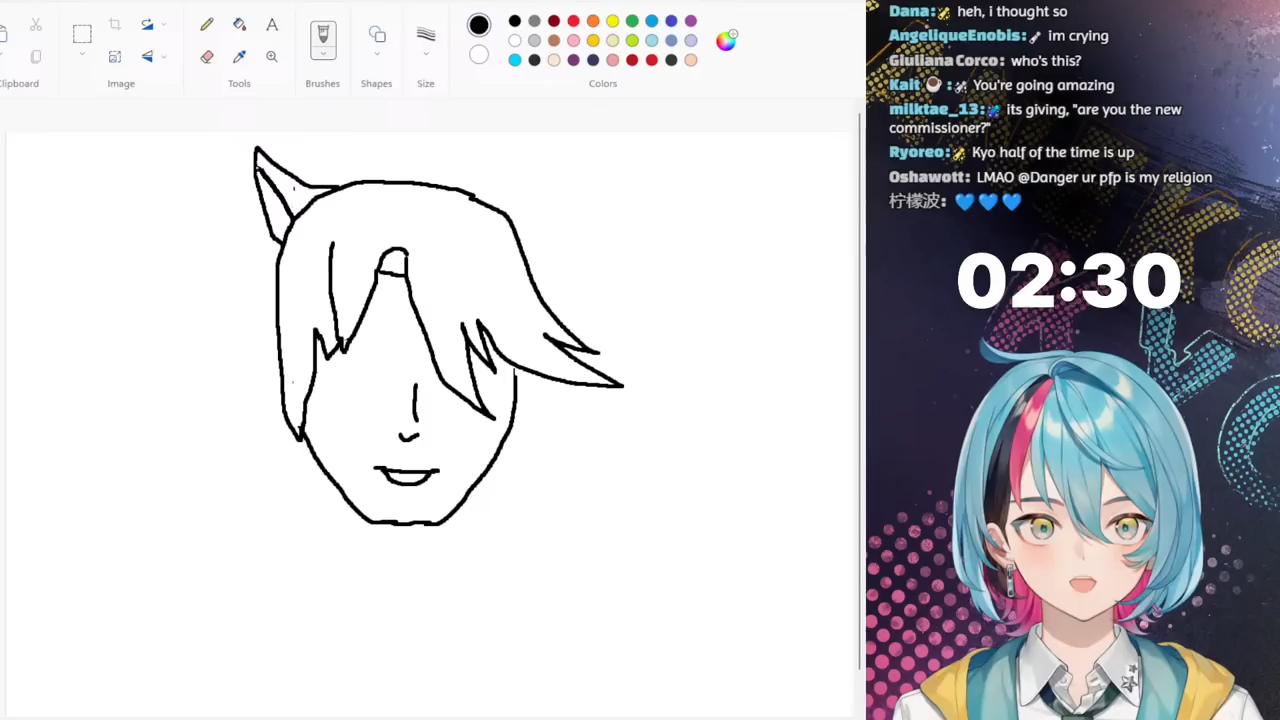 Clipboard
Image
Tools
Brushes
Shapes
Size
Colors
A
Dana: heh, i thought so
AngeliqueEnobis: im crying
Giuliana Corco: who's this?
Kait : You're going amazing
milktae_13: its giving, "are you the new
commissioner?"
Ryoreo: Kyo half of the time is up
Oshawott: LMAO @Danger ur pfp is my religion
柠檬波: 💙 💙 💙
02:30